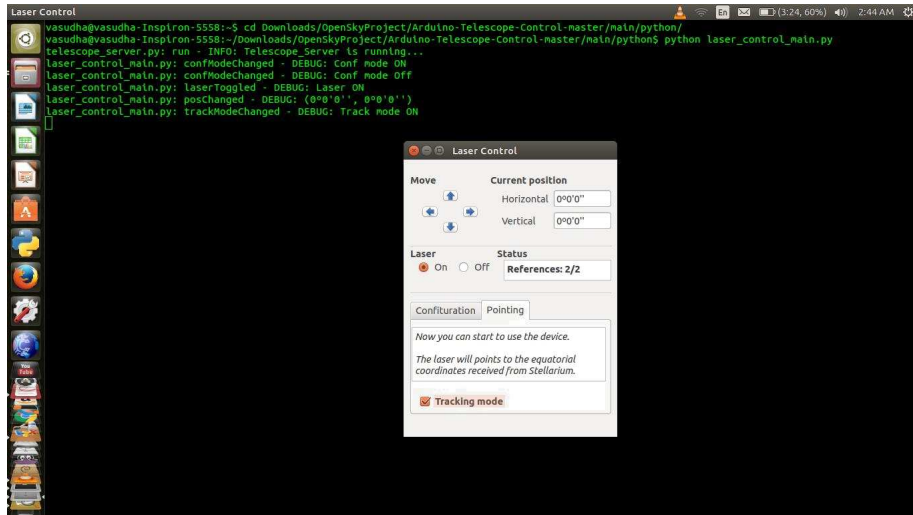 Laser Control
En
(3:24, 60%)
2:44 AM
vasudha@vasudha-Inspiron-5558:~$ cd Downloads/OpenSkyProject/Arduino-Telescope-Control-master/main/python/
vasudha@vasudha-Inspiron-5558:~/Downloads/OpenSkyProject/Arduino-Telescope-Control-master/main/python$ python laser_control_main.py
telescope_server.py: run - INFO: Telescope_Server is running...
laser_control_main.py: confModeChanged - DEBUG: Conf mode ON
laser_control_main.py: confModeChanged - DEBUG: Conf mode Off
laser_control_main.py: laserToggled - DEBUG: Laser ON
laser_control_main.py: posChanged - DEBUG: (0º0'0'', 0º0'0'')
laser_control_main.py: trackModeChanged - DEBUG: Track mode ON
Laser Control
Move
Current position
Horizontal 0º0'0''
Vertical 0º0'0''
Laser
Status
On Off
References: 2/2
Confituration Pointing
Now you can start to use the device.
The laser will points to the equatorial
coordinates received from Stellarium.
Tracking mode
You
Tube